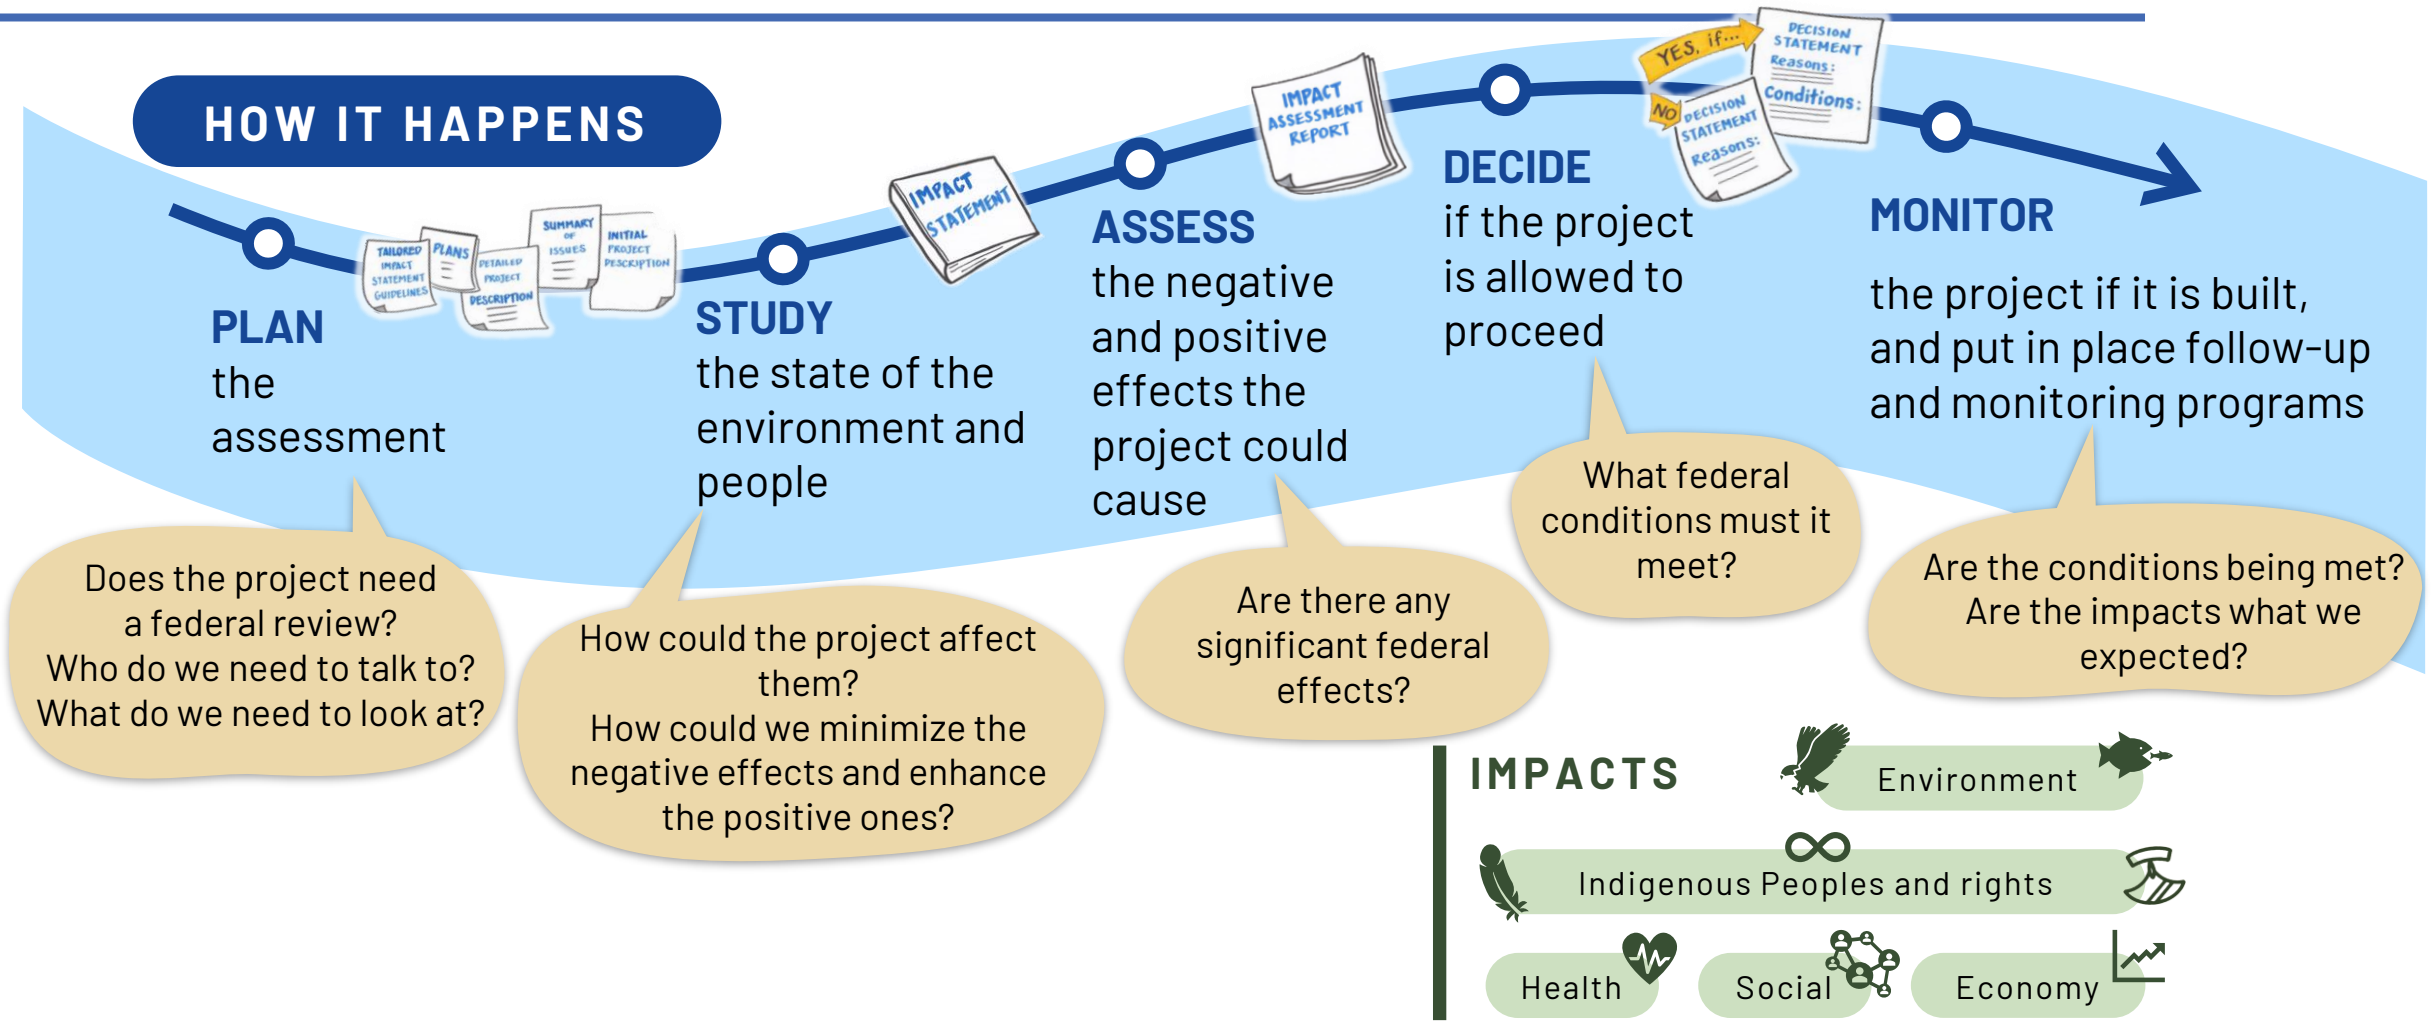 HOW IT HAPPENS
PLAN
the
assessment
TAILORED
IMPACT
STATEMENT
GUIDELINES
PLANS
DETAILED
PROJECT
DESCRIPTION
SUMMARY
OF
ISSUES
INITIAL
PROJECT
DESCRIPTION
STUDY
the state of the
environment and
people
IMPACT
STATEMENT
ASSESS
the negative
and positive
effects the
project could
cause
IMPACT
ASSESSMENT
REPORT
DECIDE
if the project
is allowed to
proceed
YES, if...
DECISION
STATEMENT
Reasons:
Conditions:
NO
DECISION
STATEMENT
Reasons:
MONITOR
the project if it is built,
and put in place follow-up
and monitoring programs
Does the project need
a federal review?
Who do we need to talk to?
What do we need to look at?
How could the project affect
them?
How could we minimize the
negative effects and enhance
the positive ones?
Are there any
significant federal
effects?
What federal
conditions must it
meet?
Are the conditions being met?
Are the impacts what we
expected?
IMPACTS
Environment
Indigenous Peoples and rights
Health
Social
Economy